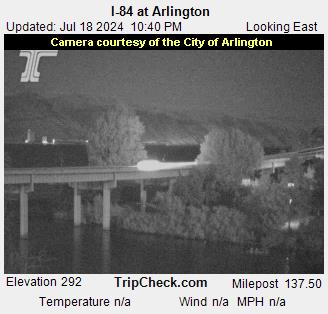 I-84 at Arlington
Updated: Jul 18 2024 10:40 PM Looking East
Camera courtesy of the City of Arlington
Elevation 292 TripCheck.com Milepost 137.50
Temperature n/a Wind n/a MPH n/a